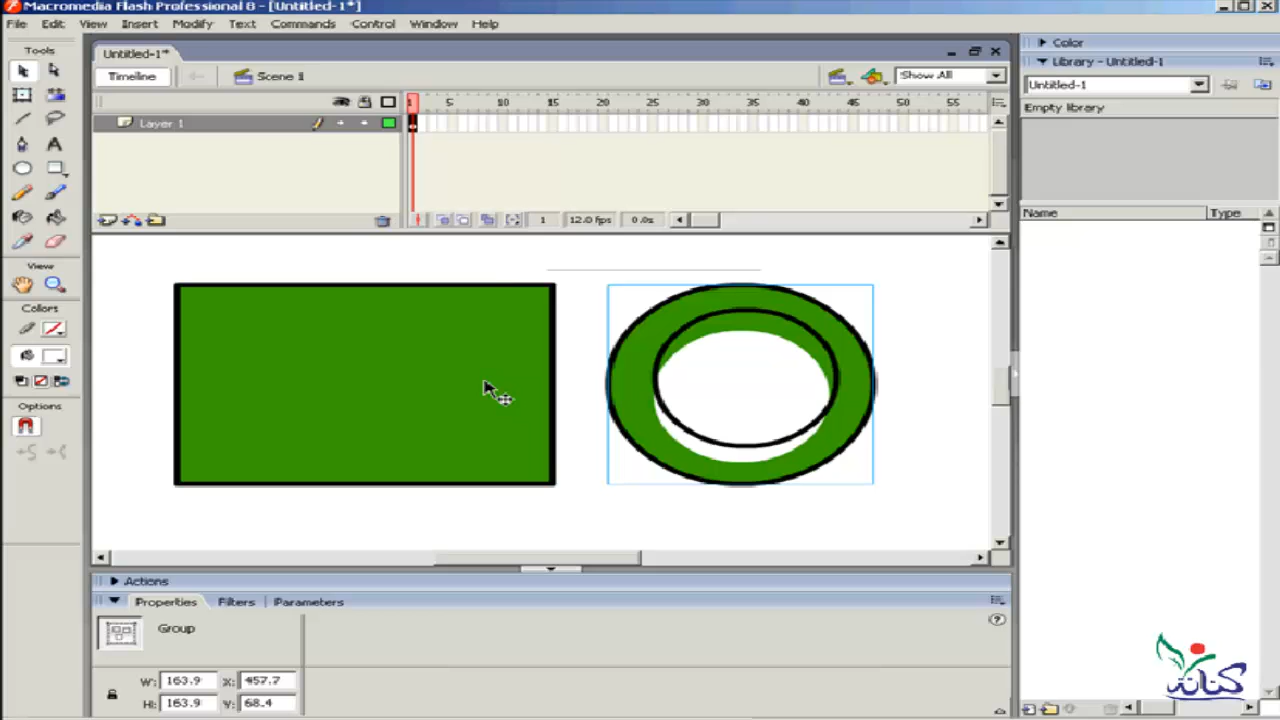 Macromedia Flash Professional 8 - [Untitled-1*]
File Edit View Insert Modify Text Commands Control Window Help
Tools
View
Colors
Options
Untitled-1*
Timeline
Scene 1
Show All
1 5 10 15 20 25 30 35 40 45 50 55
Layer 1
1 12.0 fps 0.0s
Color
Library - Untitled-1
Untitled-1
Empty library
Name Type
Actions
Properties Filters Parameters
Group
W: 163.9 X: 457.7
H: 163.9 Y: 68.4
كنانة